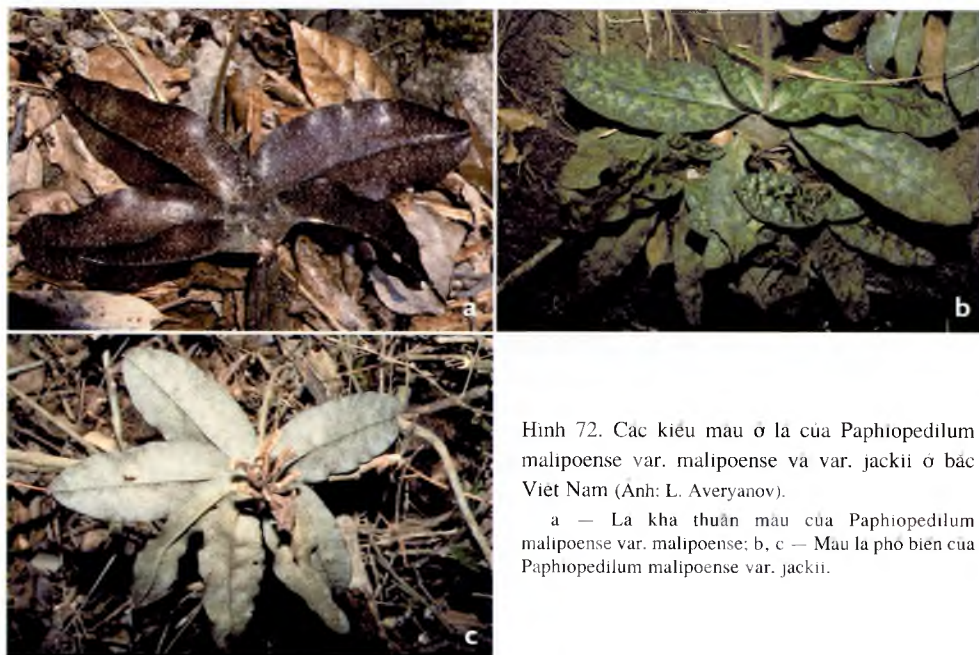 a
b
c
Hình 72. Các kiểu màu ở lá của Paphiopedilum
malipoense var. malipoense và var. jackii ở bắc
Việt Nam (Ảnh: L. Averyanov).
a — Lá kha thuần màu của Paphiopedilum
malipoense var. malipoense; b, c — Màu lá phổ biến của
Paphiopedilum malipoense var. jackii.